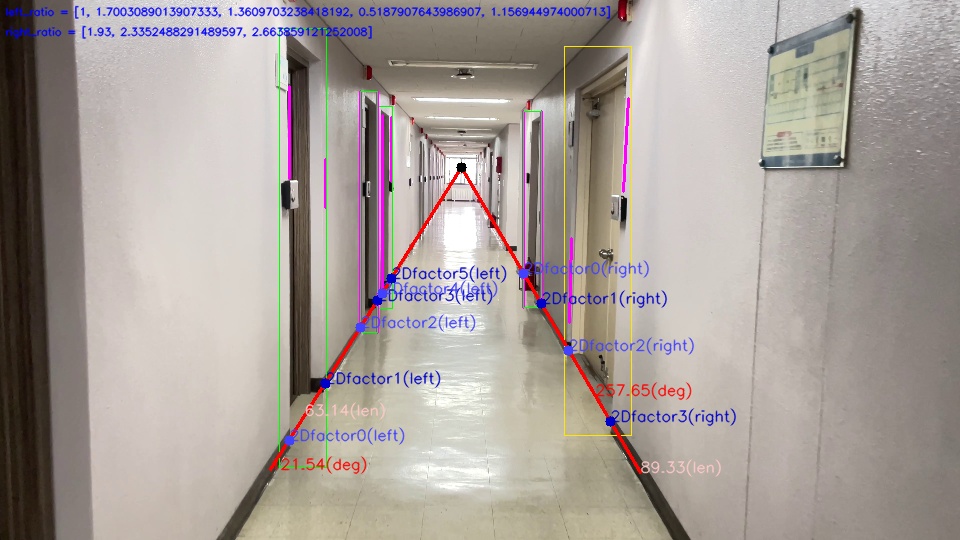 left_ratio = [1, 1.7003089013907333, 1.3609703238418192, 0.5187907643986907, 1.156944974000713]
right_ratio = [1.93, 2.3352488291489597, 2.663859121252008]
2Dfactor5(left)
2Dfactor0(right)
2Dfactor4(left)
2Dfactor3(left)
2Dfactor1(right)
2Dfactor2(left)
2Dfactor2(right)
2Dfactor1(left)
257.65(deg)
63.14(len)
2Dfactor3(right)
2Dfactor0(left)
21.54(deg)
89.33(len)